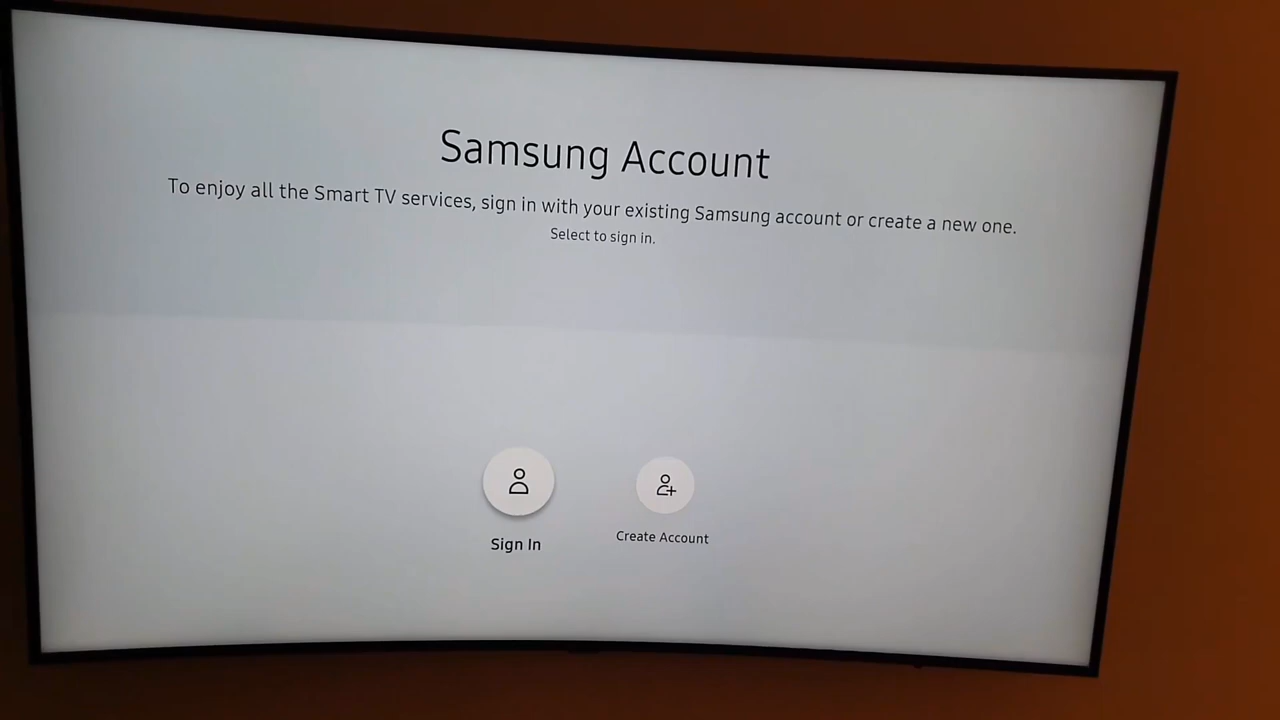 Samsung Account
To enjoy all the Smart TV services, sign in with your existing Samsung account or create a new one.
Select to sign in.
Sign In
Create Account